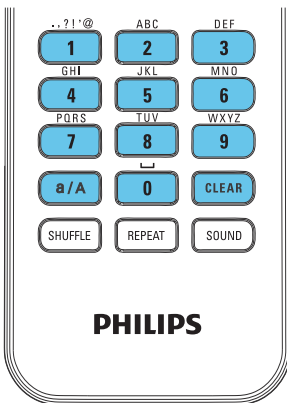 .,?!'@ ABC DEF
1 2 3
GHI JKL MNO
4 5 6
PQRS TUV WXYZ
7 8 9
␣
a/A 0 CLEAR
SHUFFLE REPEAT SOUND
PHILIPS